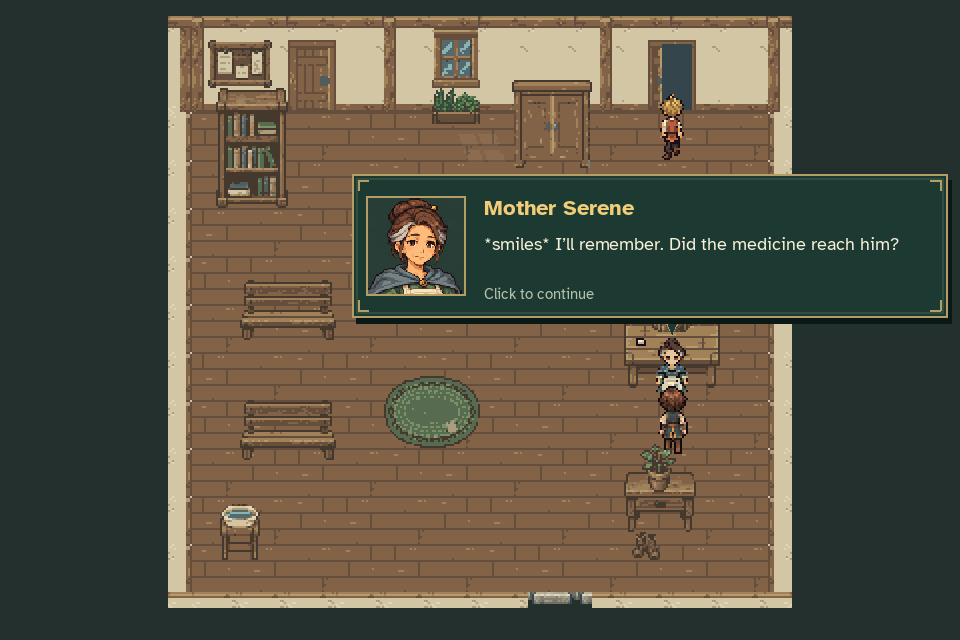 Mother Serene
*smiles* I'll remember. Did the medicine reach him?
Click to continue